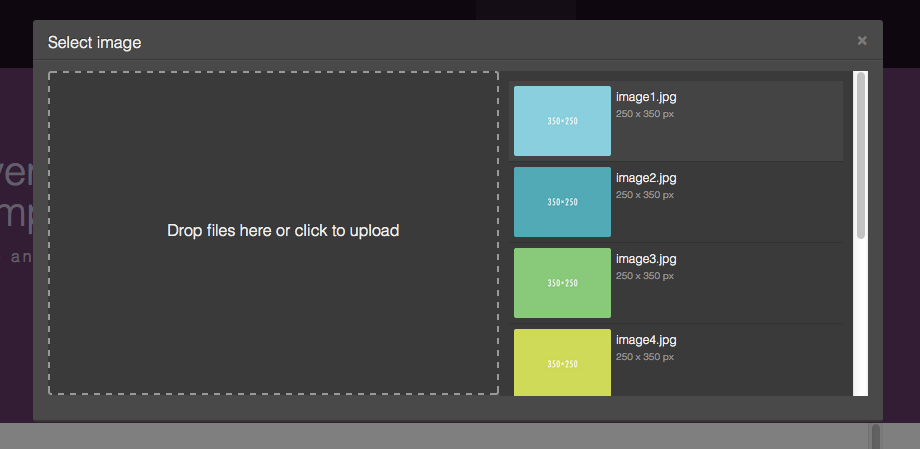 Select image
×
Drop files here or click to upload
350×250
image1.jpg
250 x 350 px
350×250
image2.jpg
250 x 350 px
350×250
image3.jpg
250 x 350 px
350×250
image4.jpg
250 x 350 px
an